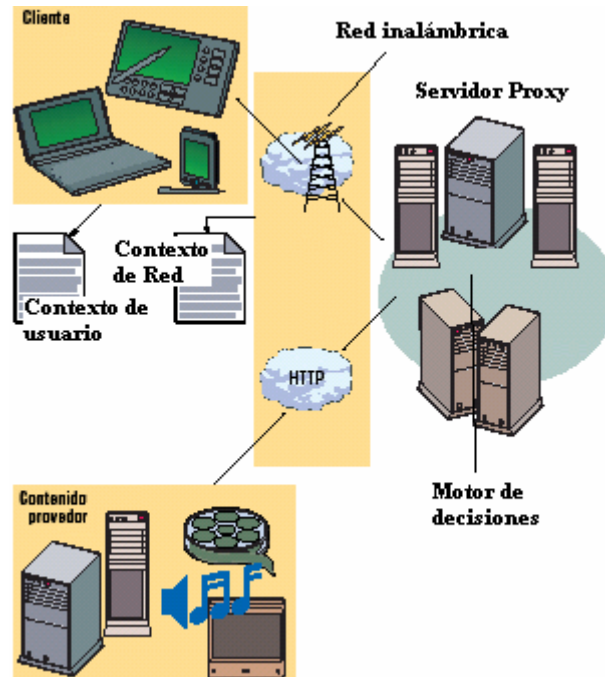 Cliente
Red inalámbrica
Servidor Proxy
Contexto
de Red
Contexto de
usuario
HTTP
Motor de
decisiones
Contenido
provedor